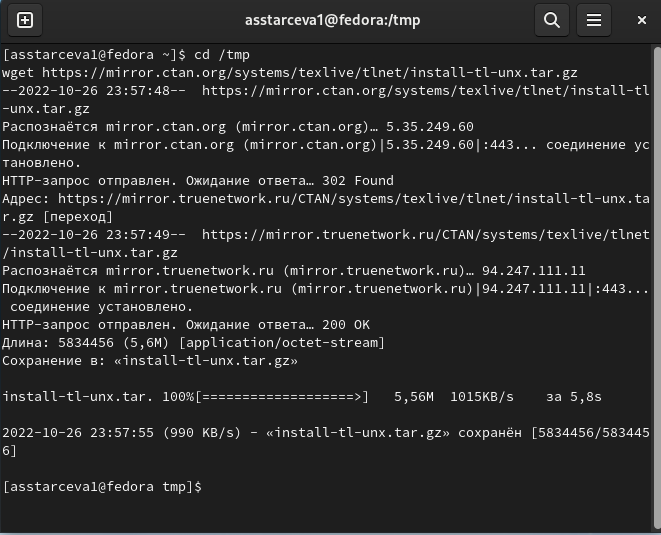 asstarceva1@fedora:/tmp
[asstarceva1@fedora ~]$ cd /tmp
wget https://mirror.ctan.org/systems/texlive/tlnet/install-tl-unx.tar.gz
--2022-10-26 23:57:48--  https://mirror.ctan.org/systems/texlive/tlnet/install-tl
-unx.tar.gz
Распознаётся mirror.ctan.org (mirror.ctan.org)… 5.35.249.60
Подключение к mirror.ctan.org (mirror.ctan.org)|5.35.249.60|:443... соединение ус
тановлено.
HTTP-запрос отправлен. Ожидание ответа… 302 Found
Адрес: https://mirror.truenetwork.ru/CTAN/systems/texlive/tlnet/install-tl-unx.ta
r.gz [переход]
--2022-10-26 23:57:49--  https://mirror.truenetwork.ru/CTAN/systems/texlive/tlnet
/install-tl-unx.tar.gz
Распознаётся mirror.truenetwork.ru (mirror.truenetwork.ru)… 94.247.111.11
Подключение к mirror.truenetwork.ru (mirror.truenetwork.ru)|94.247.111.11|:443...
 соединение установлено.
HTTP-запрос отправлен. Ожидание ответа… 200 OK
Длина: 5834456 (5,6M) [application/octet-stream]
Сохранение в: «install-tl-unx.tar.gz»
install-tl-unx.tar. 100%[===================>]   5,56M  1015KB/s    за 5,8s
2022-10-26 23:57:55 (990 KB/s) - «install-tl-unx.tar.gz» сохранён [5834456/583445
6]
[asstarceva1@fedora tmp]$